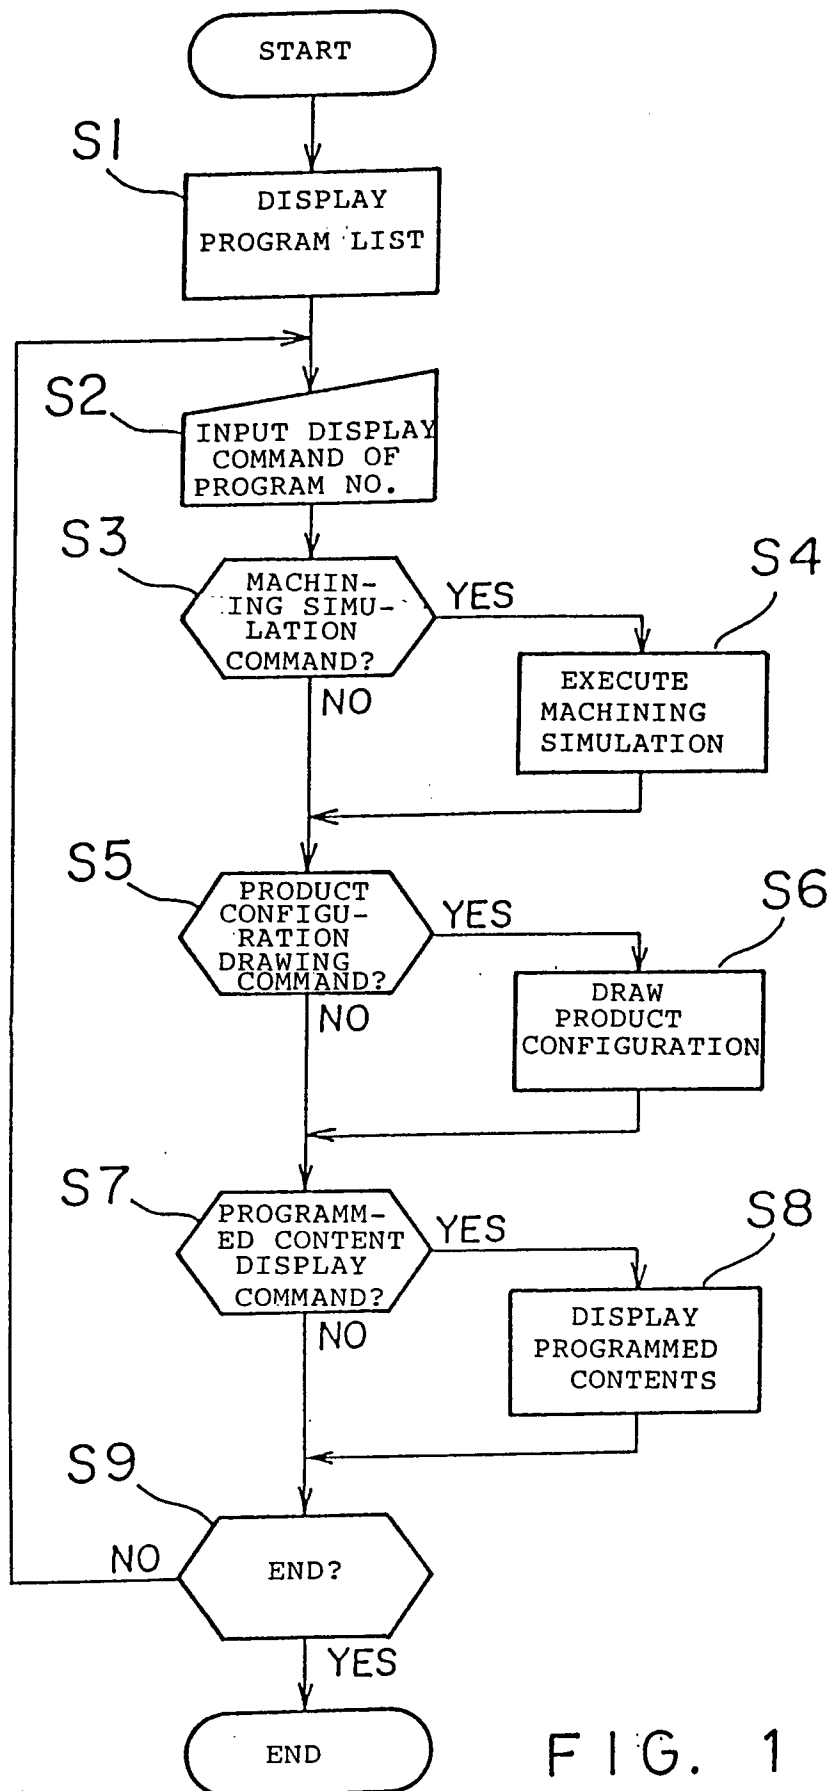 START
S1
DISPLAY
PROGRAM LIST
S2
INPUT DISPLAY
COMMAND OF
PROGRAM NO.
S3
MACHIN-
ING SIMU-
LATION
COMMAND?
YES
NO
S4
EXECUTE
MACHINING
SIMULATION
S5
PRODUCT
CONFIGU-
RATION
DRAWING
COMMAND?
YES
NO
S6
DRAW
PRODUCT
CONFIGURATION
S7
PROGRAMM-
ED CONTENT
DISPLAY
COMMAND?
YES
NO
S8
DISPLAY
PROGRAMMED
CONTENTS
S9
END?
NO
YES
END
FIG. 1